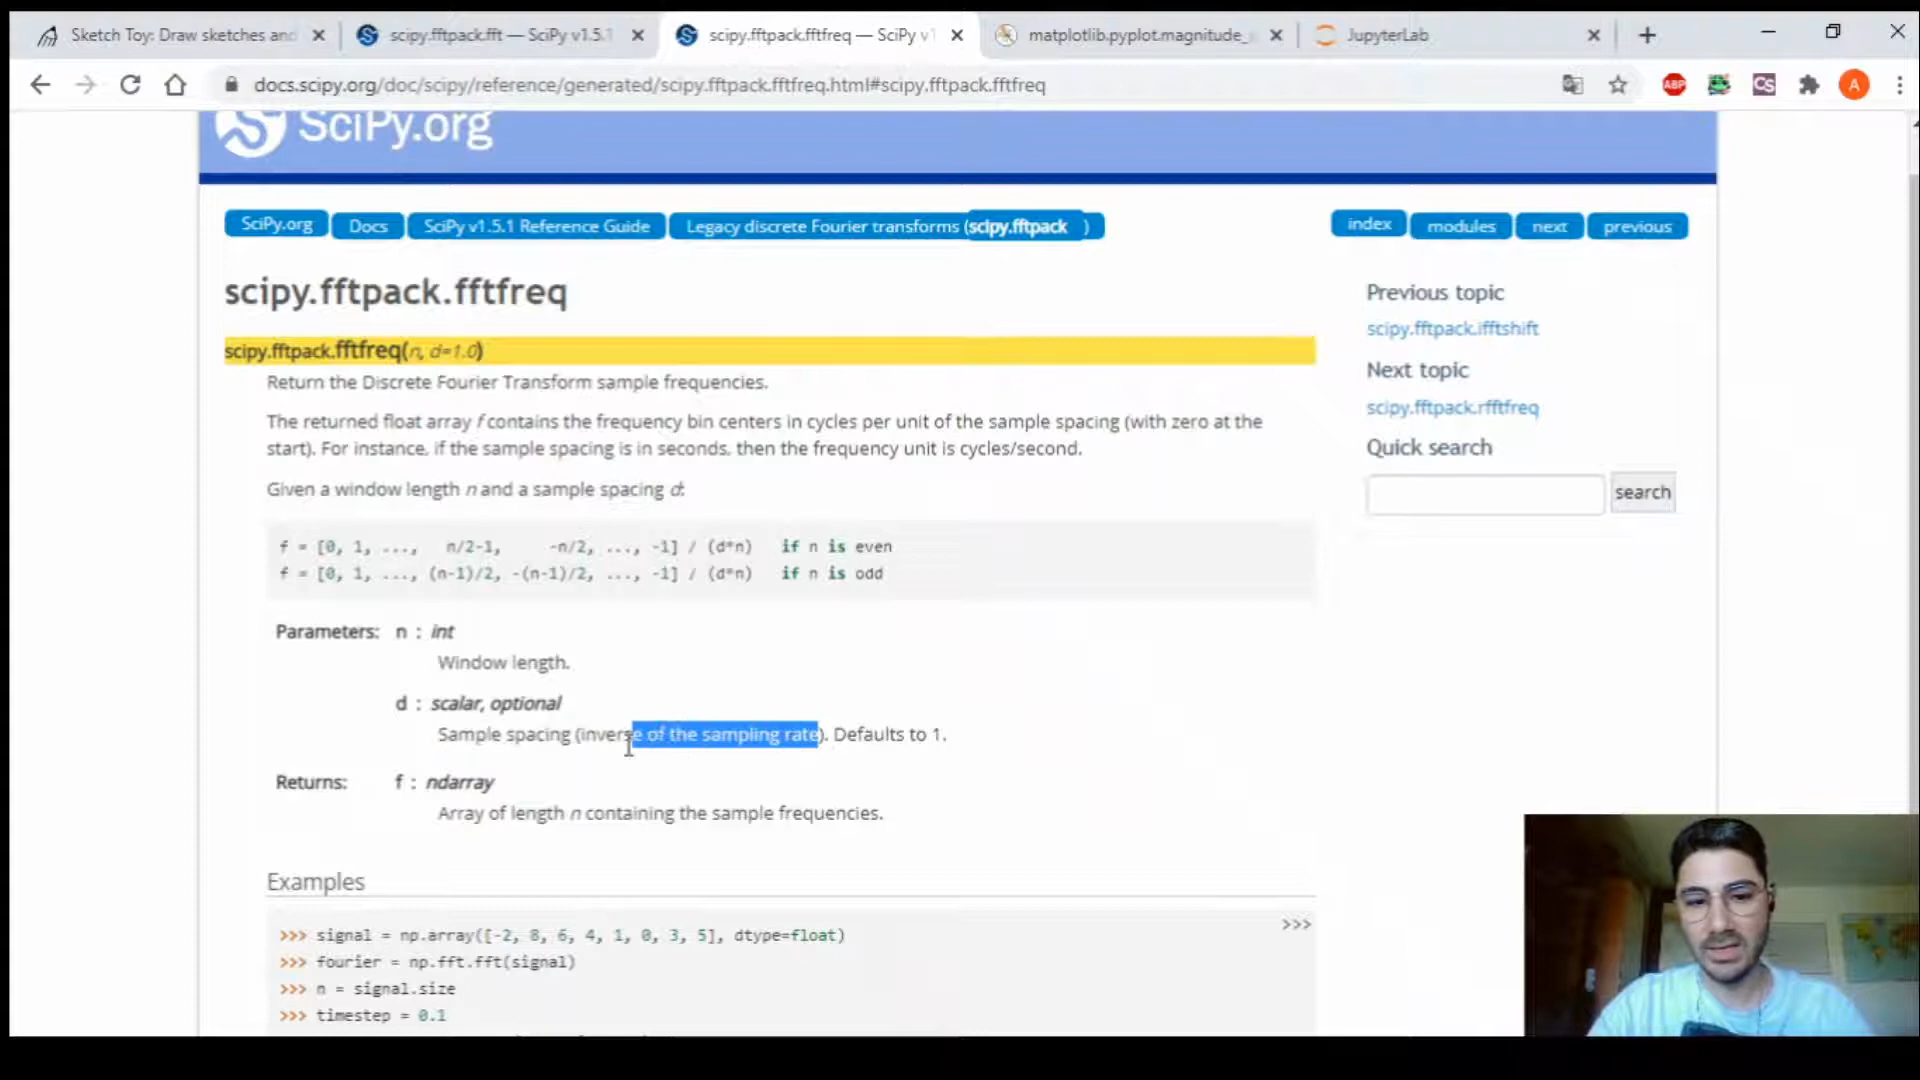 Sketch Toy: Draw sketches and
scipy.fftpack.fft — SciPy v1.5.1
scipy.fftpack.fftfreq — SciPy v1
matplotlib.pyplot.magnitude_
JupyterLab
docs.scipy.org/doc/scipy/reference/generated/scipy.fftpack.fftfreq.html#scipy.fftpack.fftfreq
ABP
CS
A
SciPy.org
SciPy.org Docs SciPy v1.5.1 Reference Guide Legacy discrete Fourier transforms (scipy.fftpack )
index modules next previous
scipy.fftpack.fftfreq
scipy.fftpack.fftfreq(n, d=1.0)
Return the Discrete Fourier Transform sample frequencies.
The returned float array f contains the frequency bin centers in cycles per unit of the sample spacing (with zero at the
start). For instance, if the sample spacing is in seconds, then the frequency unit is cycles/second.
Given a window length n and a sample spacing d:
f = [0, 1, ..., n/2-1, -n/2, ..., -1] / (d*n) if n is even
f = [0, 1, ..., (n-1)/2, -(n-1)/2, ..., -1] / (d*n) if n is odd
Parameters: n : int
Window length.
d : scalar, optional
Sample spacing (inverse of the sampling rate). Defaults to 1.
Returns: f : ndarray
Array of length n containing the sample frequencies.
Examples
>>>
>>> signal = np.array([-2, 8, 6, 4, 1, 0, 3, 5], dtype=float)
>>> fourier = np.fft.fft(signal)
>>> n = signal.size
>>> timestep = 0.1
Previous topic
scipy.fftpack.ifftshift
Next topic
scipy.fftpack.rfftfreq
Quick search
search